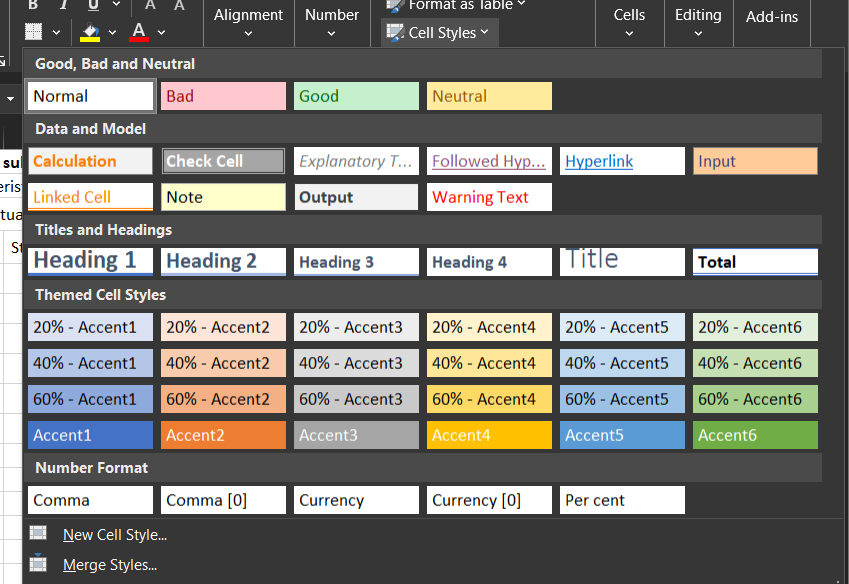 B I U A A
Alignment Number Format as Table Cells Editing Add-ins
A Cell Styles
Good, Bad and Neutral
Normal Bad Good Neutral
Data and Model
Calculation Check Cell Explanatory T... Followed Hyp... Hyperlink Input
Linked Cell Note Output Warning Text
Titles and Headings
Heading 1 Heading 2 Heading 3 Heading 4 Title Total
Themed Cell Styles
20% - Accent1 20% - Accent2 20% - Accent3 20% - Accent4 20% - Accent5 20% - Accent6
40% - Accent1 40% - Accent2 40% - Accent3 40% - Accent4 40% - Accent5 40% - Accent6
60% - Accent1 60% - Accent2 60% - Accent3 60% - Accent4 60% - Accent5 60% - Accent6
Accent1 Accent2 Accent3 Accent4 Accent5 Accent6
Number Format
Comma Comma [0] Currency Currency [0] Per cent
New Cell Style...
Merge Styles...